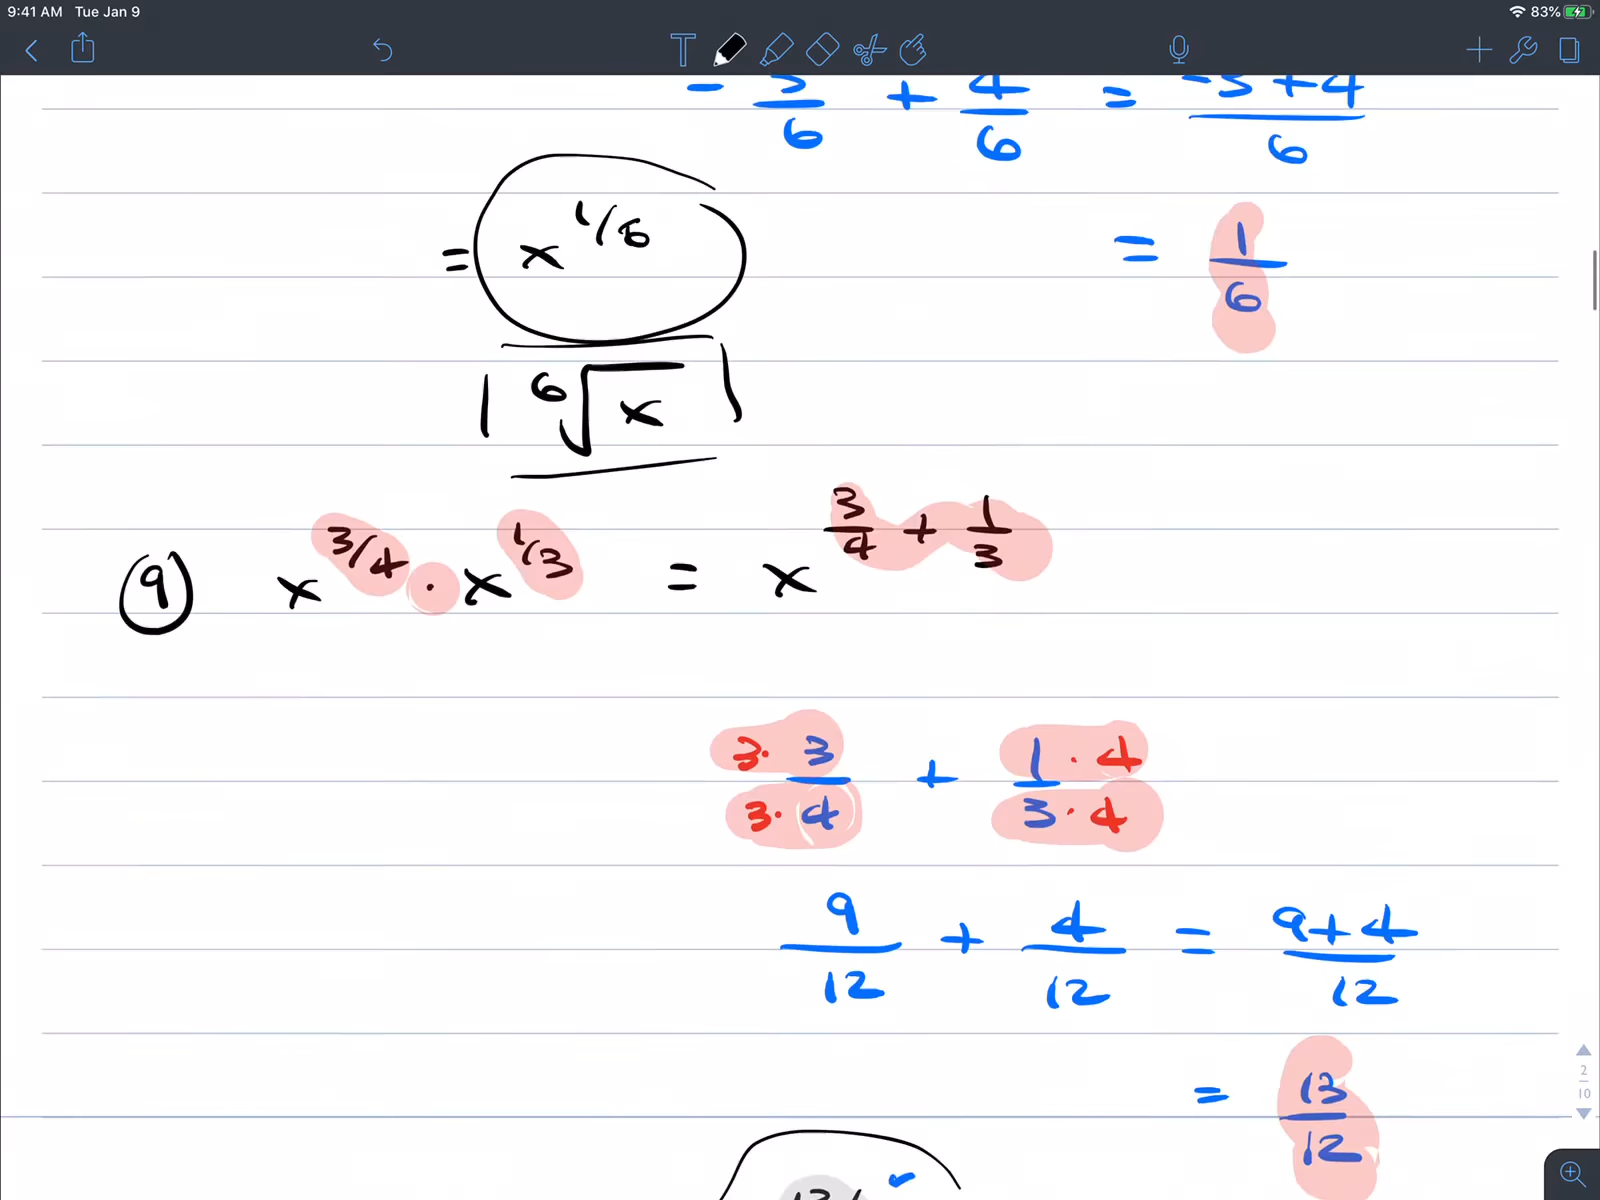 9:41 AM Tue Jan 9 83%
- 3/6 + 4/6 = (-3+4)/6
= x^{1/6} = 1/6
⁶√x
⑨ x^{3/4} · x^{1/3} = x^{3/4 + 1/3}
(3·3)/(3·4) + (1·4)/(3·4)
9/12 + 4/12 = (9+4)/12
= 13/12
2
10